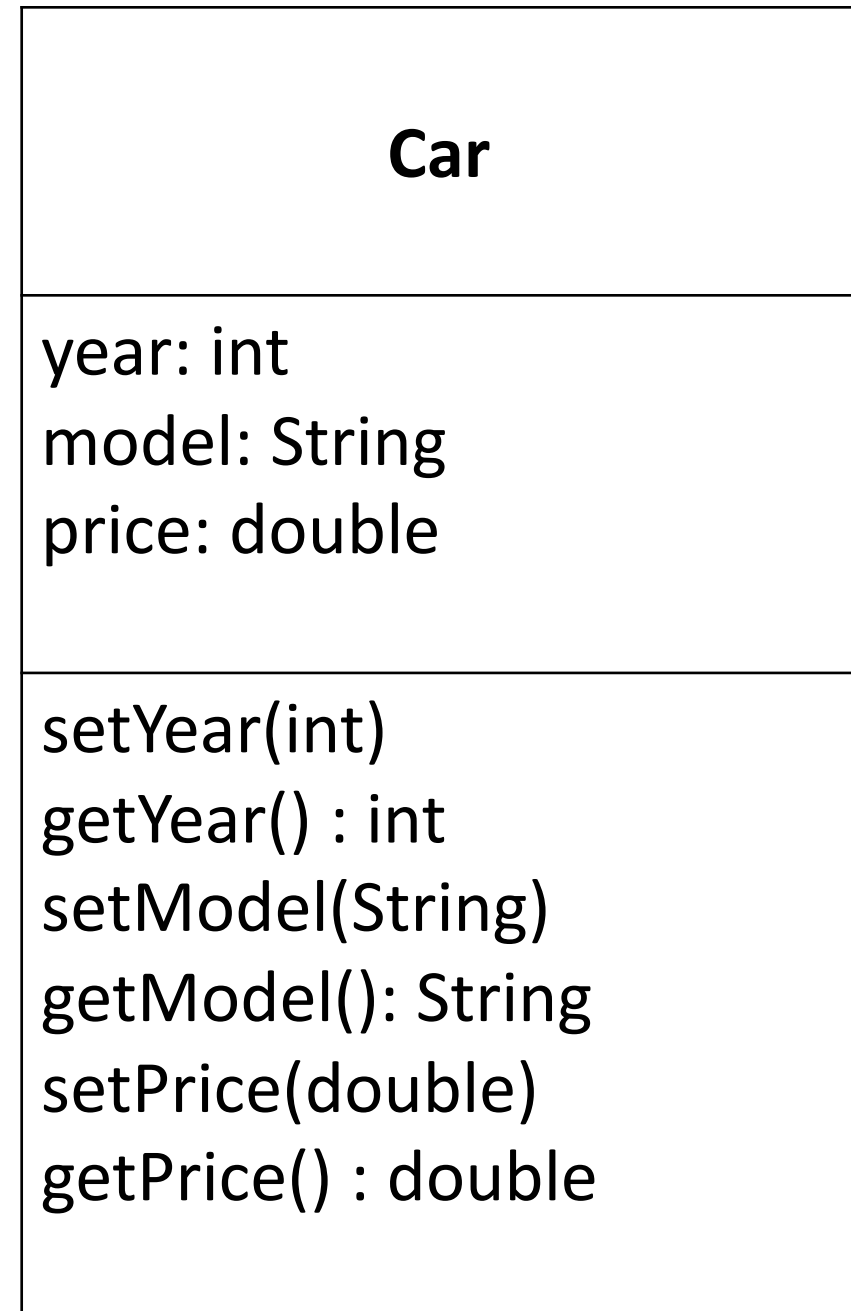 Car
year: int
model: String
price: double
setYear(int)
getYear() : int
setModel(String)
getModel(): String
setPrice(double)
getPrice() : double